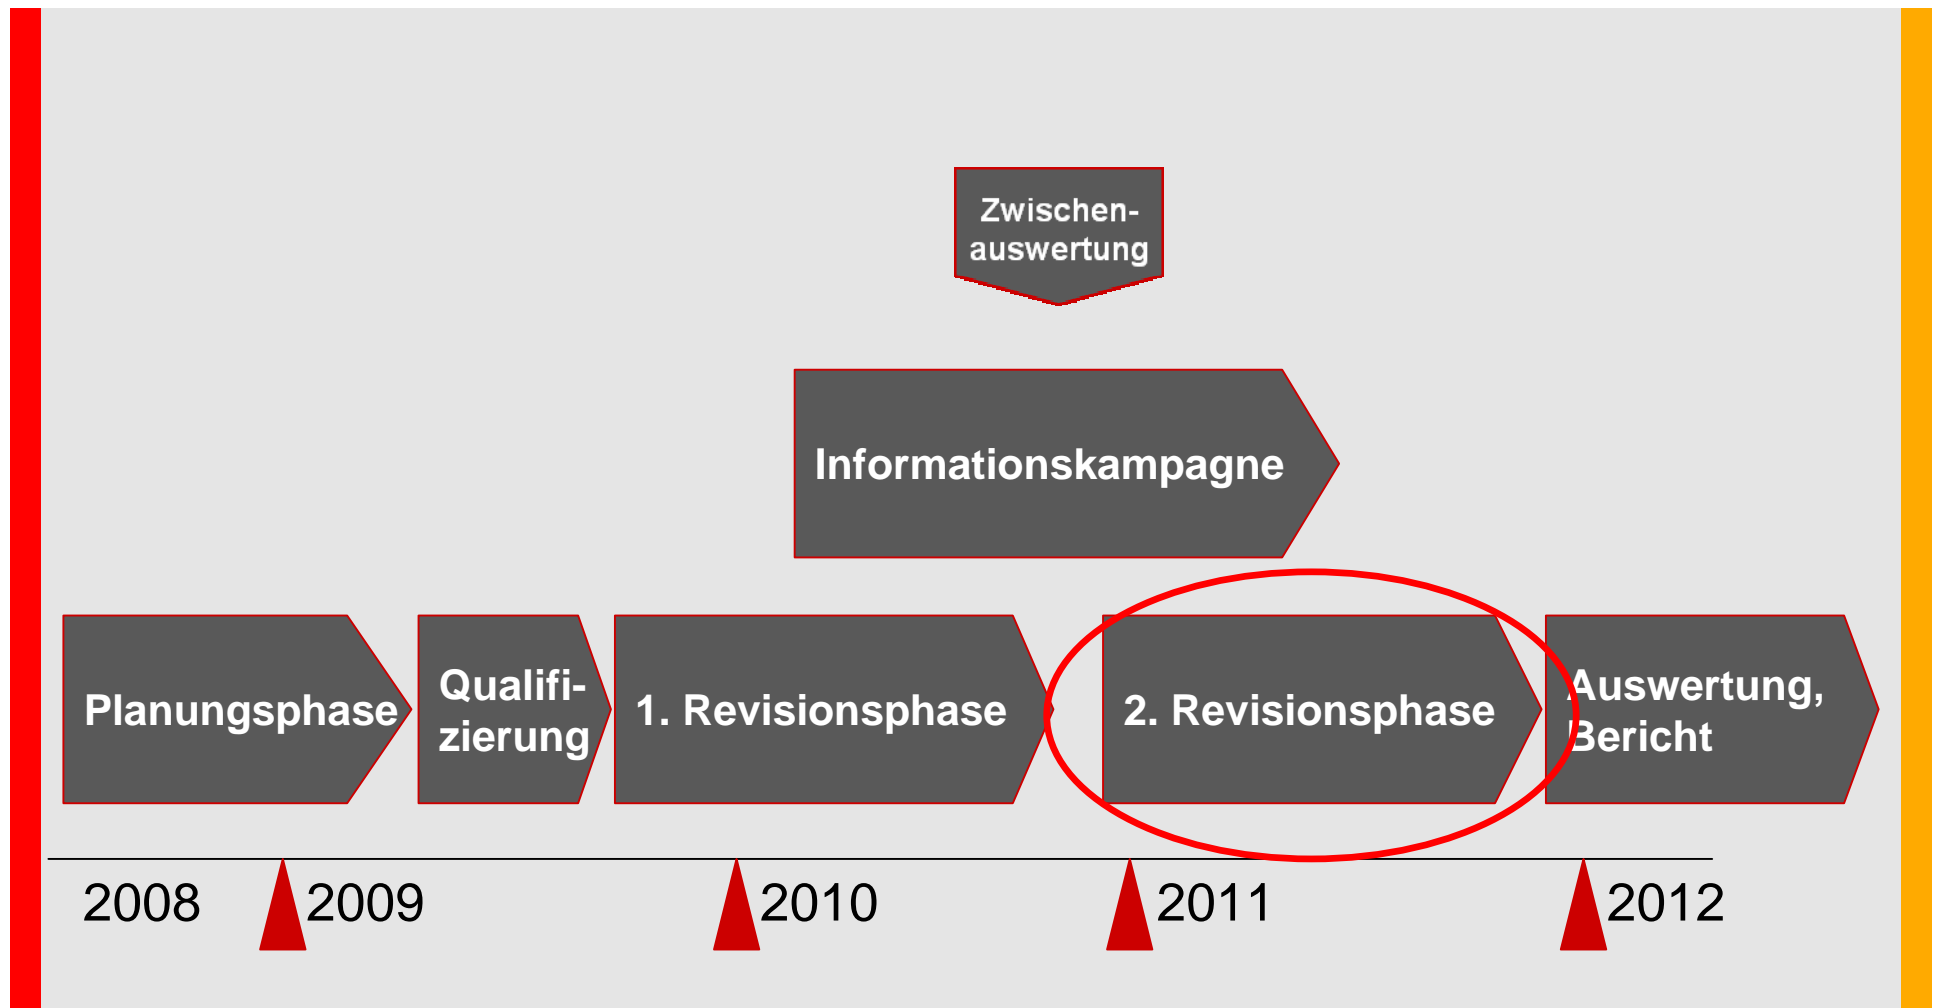 Zwischen-
auswertung
Informationskampagne
Planungsphase
Qualifi-
zierung
1. Revisionsphase
2. Revisionsphase
Auswertung,
Bericht
2008
2009
2010
2011
2012